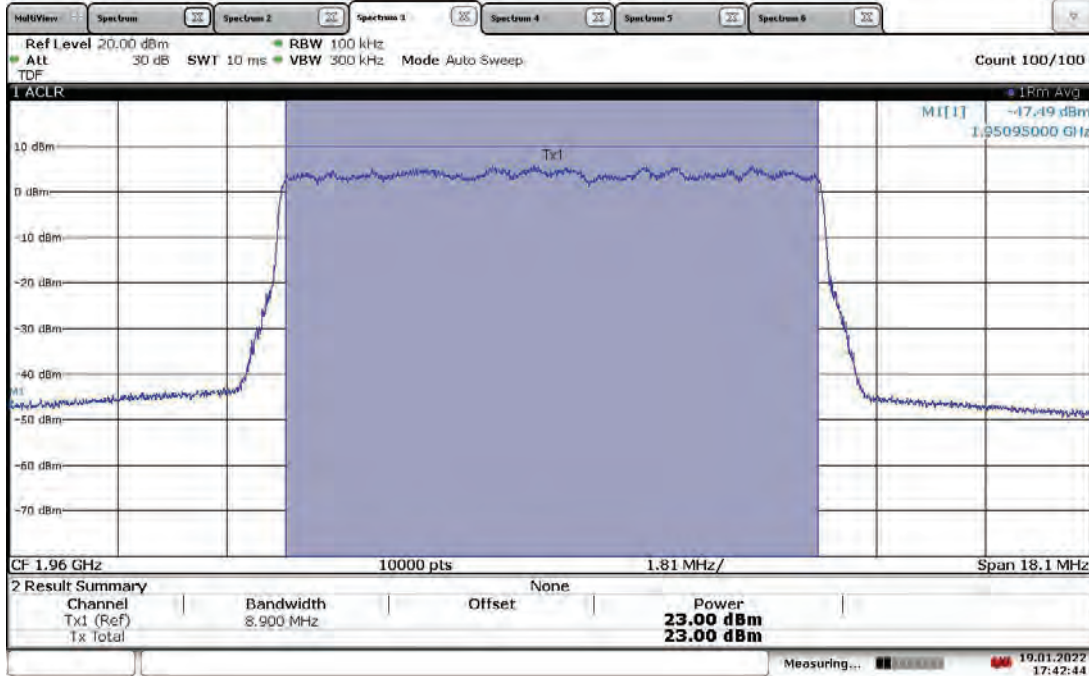 MultiView Spectrum Spectrum 2 Spectrum 3 Spectrum 4 Spectrum 5 Spectrum 6
Ref Level 20.00 dBm RBW 100 kHz
Att 30 dB SWT 10 ms VBW 300 kHz Mode Auto Sweep Count 100/100
TDF
1 ACLR 1Rm Avg
M1[1] -47.49 dBm
1.95095000 GHz
10 dBm
Tx1
0 dBm
-10 dBm
-20 dBm
-30 dBm
-40 dBm
M1
-50 dBm
-60 dBm
-70 dBm
CF 1.96 GHz 10000 pts 1.81 MHz/ Span 18.1 MHz
2 Result Summary None
Channel Bandwidth Offset Power
Tx1 (Ref) 8.900 MHz 23.00 dBm
Tx Total 23.00 dBm
Measuring... 19.01.2022
17:42:44